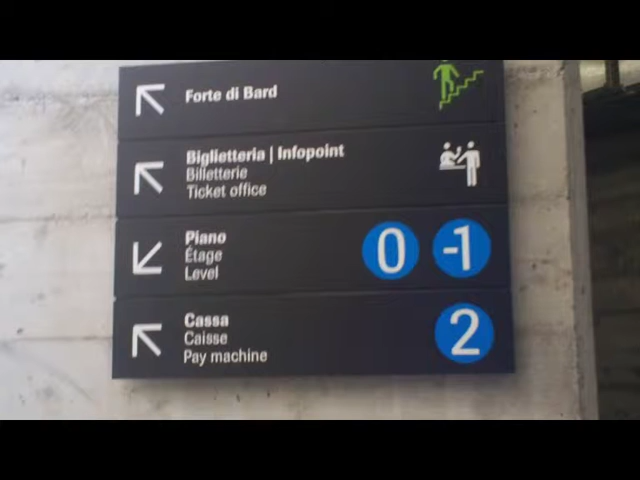 Forte di Bard
Biglietteria | Infopoint
Billetterie
Ticket office
Piano
Étage
Level
0 -1
Cassa
Caisse
Pay machine
2